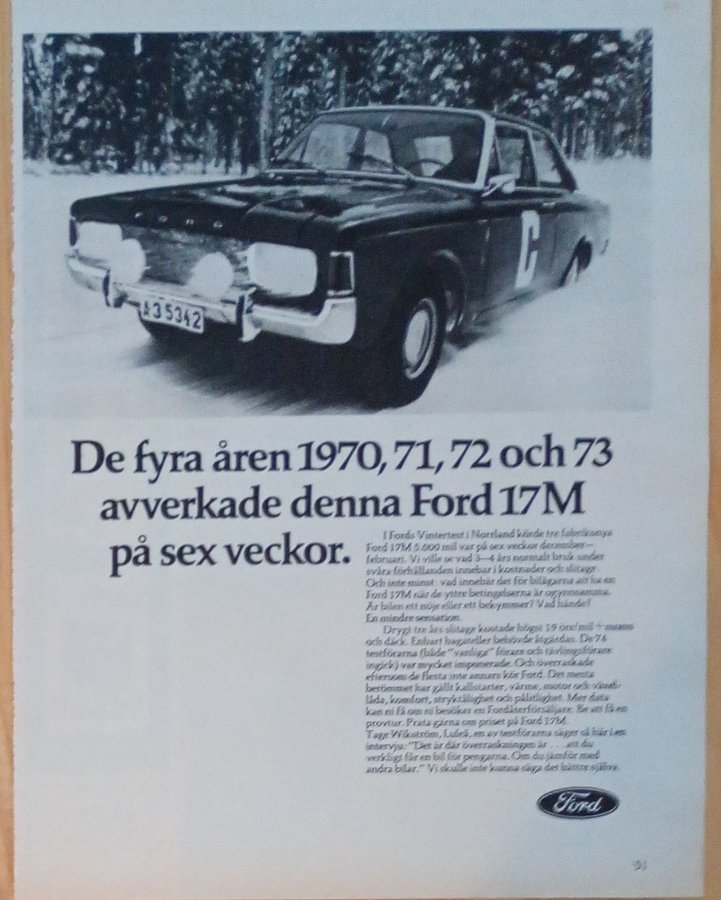 FORD
C
A35342
De fyra åren 1970, 71, 72 och 73
avverkade denna Ford 17M
på sex veckor.
I Fords Vintertest i Norrland körde tre fabriksnya
Ford 17M 5.000 mil var på sex veckor december–
februari. Vi ville se vad 3–4 års normalt bruk under
svåra förhållanden innebar i kostnader och slitage.
Och inte minst: vad innebär det för bilägaren att ha en
Ford 17M när de yttre betingelserna är ogynnsamma.
Är bilen ett nöje eller ett bekymmer? Vad hände?
En mindre sensation.
Drygt tre års slitage kostade högst 19 öre/mil + moms
och däck. Enbart bagateller behövde åtgärdas. De 78
testförarna (både "vanliga" förare och tävlingsförare
ingick) var mycket imponerade. Och överraskade
eftersom de flesta inte annars kör Ford. Det mesta
berömmet har gällt kallstarter, värme, motor och växel-
låda, komfort, stryktålighet och pålitlighet. Mer data
kan ni få om ni besöker en Fordåterförsäljare. Be att få en
provtur. Prata gärna om priset på Ford 17M.
Tage Wikström, Luleå, en av testförarna säger så här i en
intervju: "Det är där överraskningen är . . . att du
verkligt får en bil för pengarna. Om du jämför med
andra bilar." Vi skulle inte kunna säga det bättre själva.
Ford